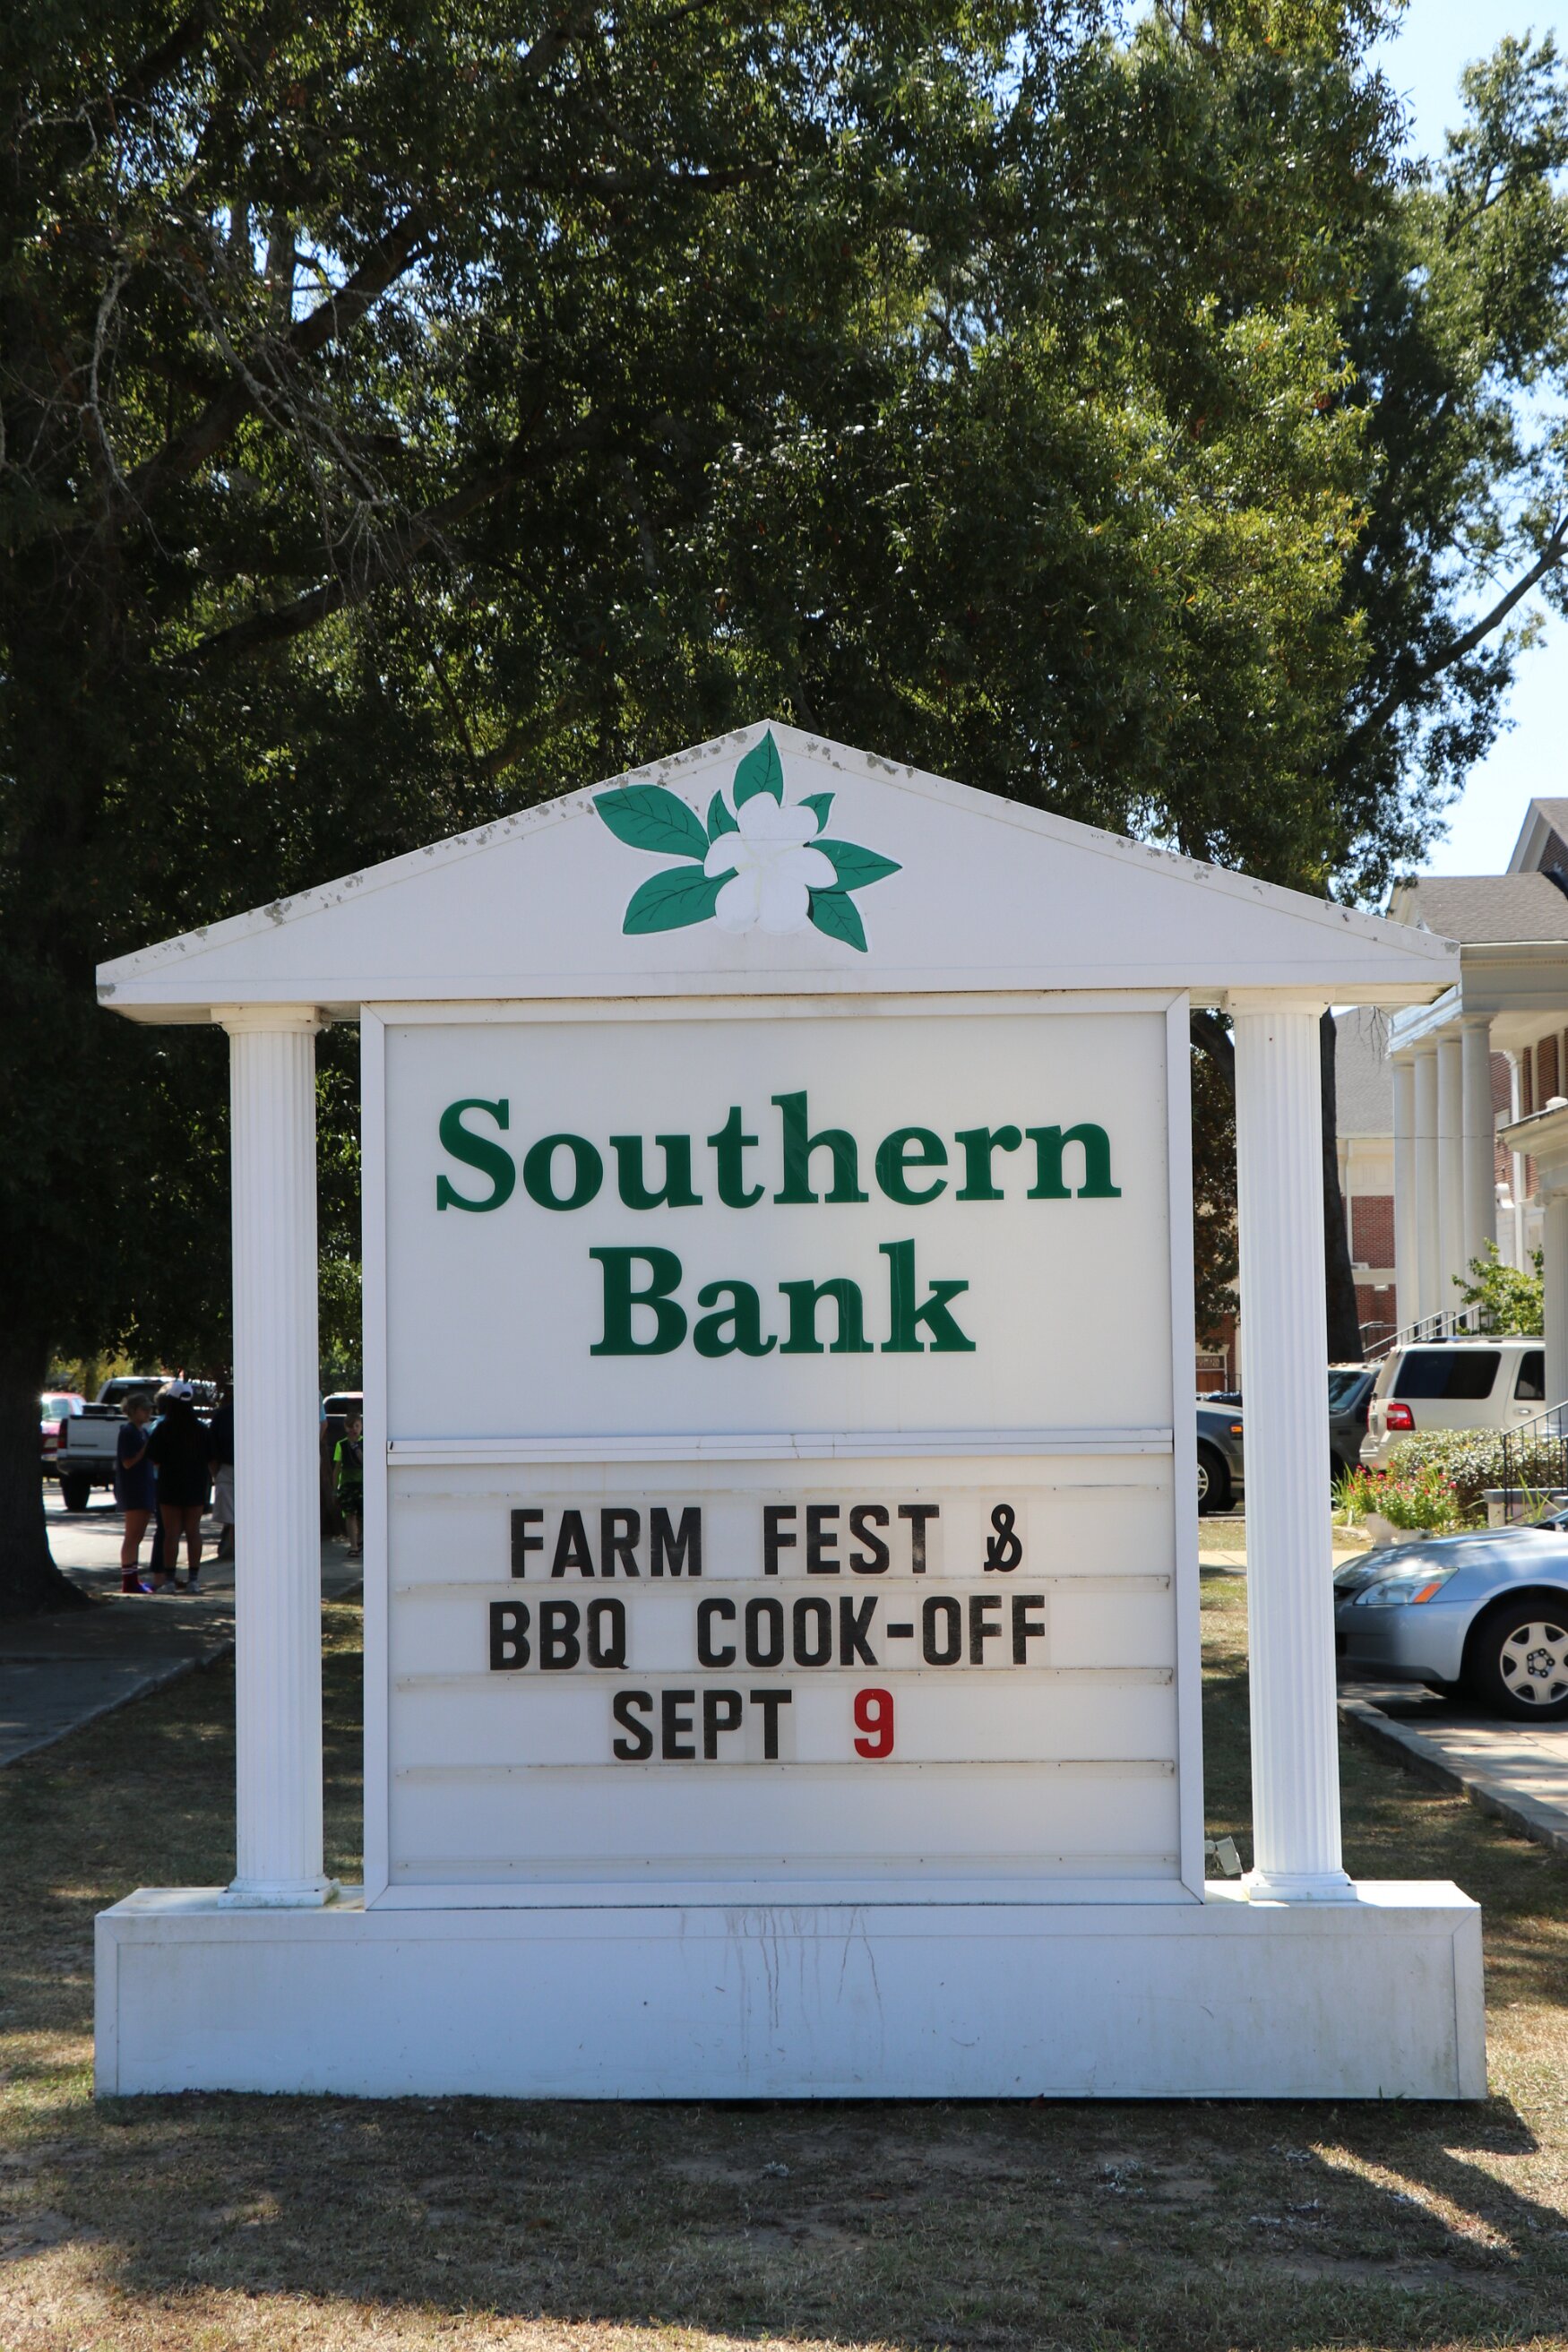 Southern
Bank
FARM FEST &
BBQ COOK-OFF
SEPT 9